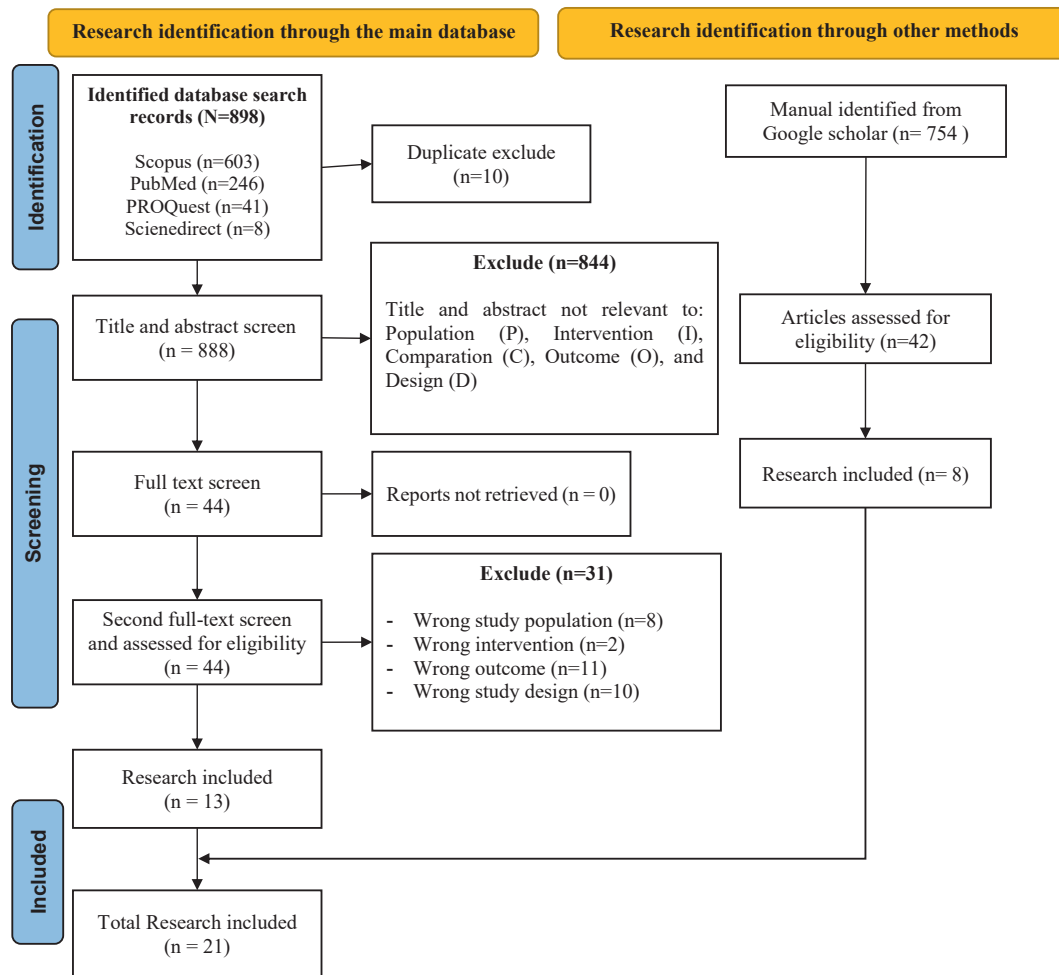 Research identification through the main database
Research identification through other methods
Identification
Identified database search
records (N=898)
Scopus (n=603)
PubMed (n=246)
PROQuest (n=41)
Scienedirect (n=8)
Duplicate exclude
(n=10)
Manual identified from
Google scholar (n= 754 )
Screening
Title and abstract screen
(n = 888)
Exclude (n=844)
Title and abstract not relevant to:
Population (P), Intervention (I),
Comparation (C), Outcome (O), and
Design (D)
Articles assessed for
eligibility (n=42)
Full text screen
(n = 44)
Reports not retrieved (n = 0)
Research included (n= 8)
Second full-text screen
and assessed for eligibility
(n = 44)
Exclude (n=31)
- Wrong study population (n=8)
- Wrong intervention (n=2)
- Wrong outcome (n=11)
- Wrong study design (n=10)
Included
Research included
(n = 13)
Total Research included
n = 21)